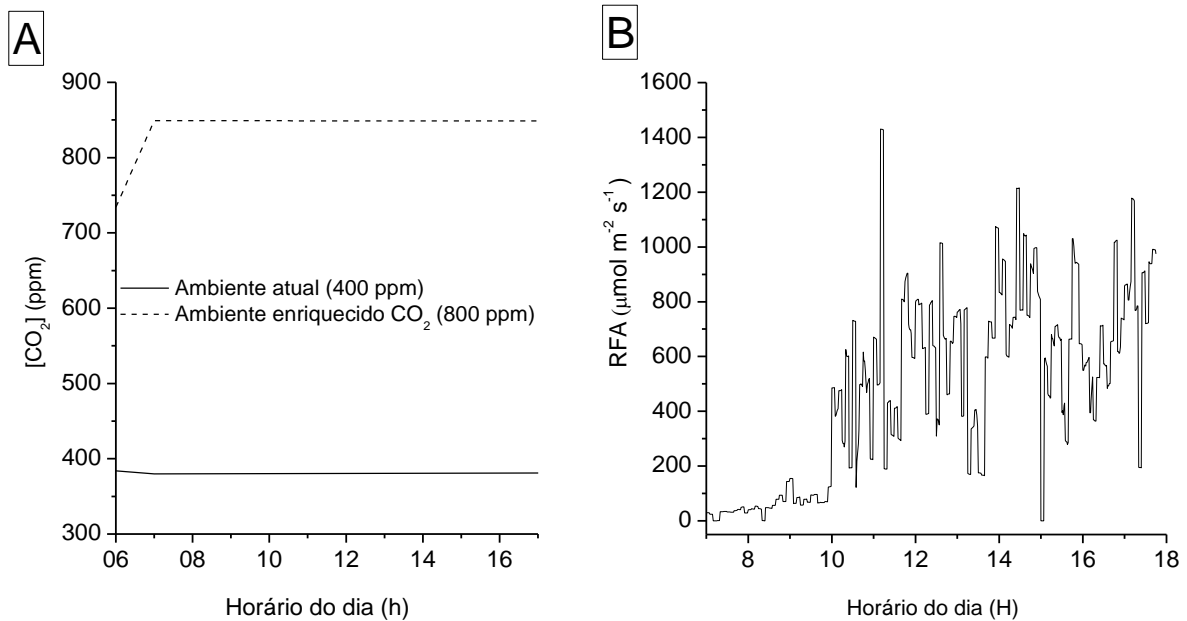 A
900
800
700
600
500
400
300
[CO2] (ppm)
Ambiente atual (400 ppm)
Ambiente enriquecido CO2 (800 ppm)
06 08 10 12 14 16
Horário do dia (h)
B
1600
1400
1200
1000
800
600
400
200
0
RFA (μmol m-2 s-1)
8 10 12 14 16 18
Horário do dia (H)